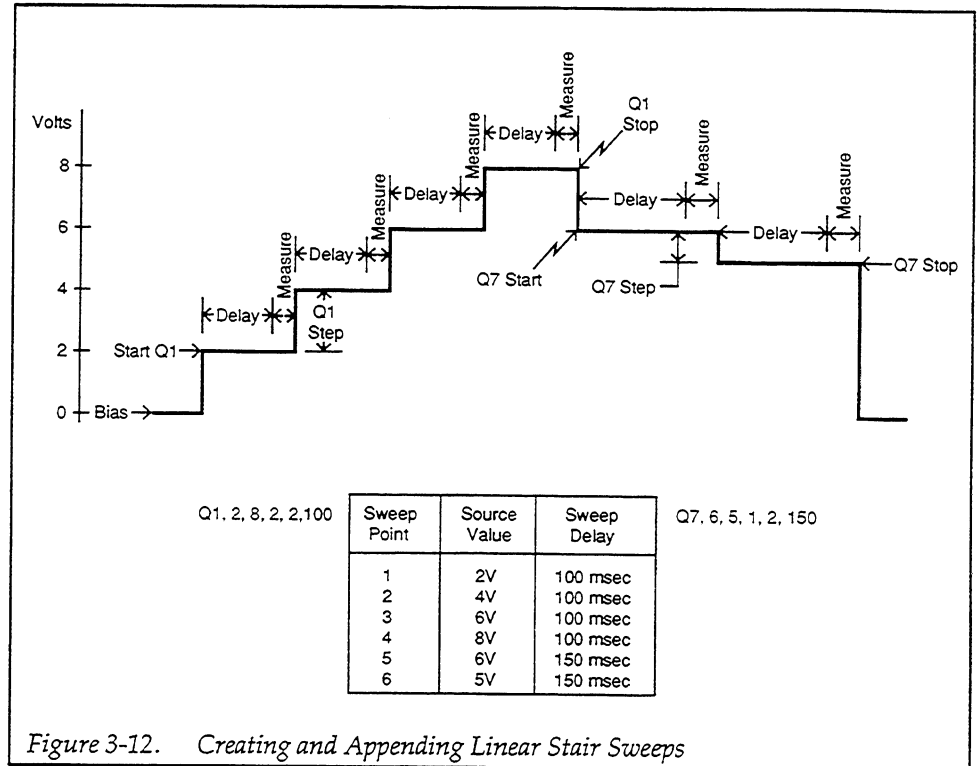 Volts
8
6
4
2
0
Bias
Start Q1
Delay
Measure
Q1
Step
Delay
Measure
Delay
Measure
Delay
Measure
Q1
Stop
Q7 Start
Delay
Measure
Q7 Step
Delay
Measure
Q7 Stop
Q1, 2, 8, 2, 2,100
Sweep Point Source Value Sweep Delay
1 2V 100 msec
2 4V 100 msec
3 6V 100 msec
4 8V 100 msec
5 6V 150 msec
6 5V 150 msec
Q7, 6, 5, 1, 2, 150
Figure 3-12. Creating and Appending Linear Stair Sweeps